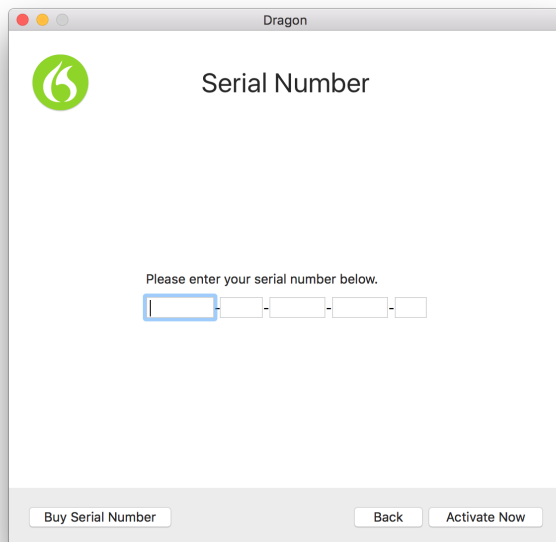 Dragon
Serial Number
Please enter your serial number below.
- - - -
Buy Serial Number Back Activate Now